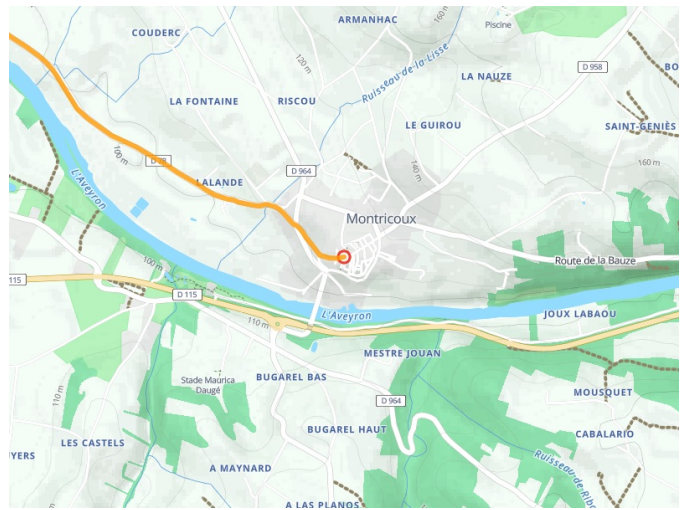 ARMANHAC
Piscine
COUDERC
120 m
Ruisseau-de-la-Lisse
D 958
LA NAUZE
LA FONTAINE
RISCOU
LE GUIROU
SAINT-GENIÈS
100 m
D 964
140 m
160 m
L'Aveyron
LALANDE
Montricoux
100 m
Route de la Bauze
115
D 115
L'Aveyron
110 m
JOUX LABAOU
MESTRE JOUAN
BUGAREL BAS
Stade Maurica
Daugé
110 m
D 964
MOUSQUET
BUGAREL HAUT
CABALARIO
LES CASTELS
YERS
A MAYNARD
Ruisseau-de-Ribo
A LAS PLANOS